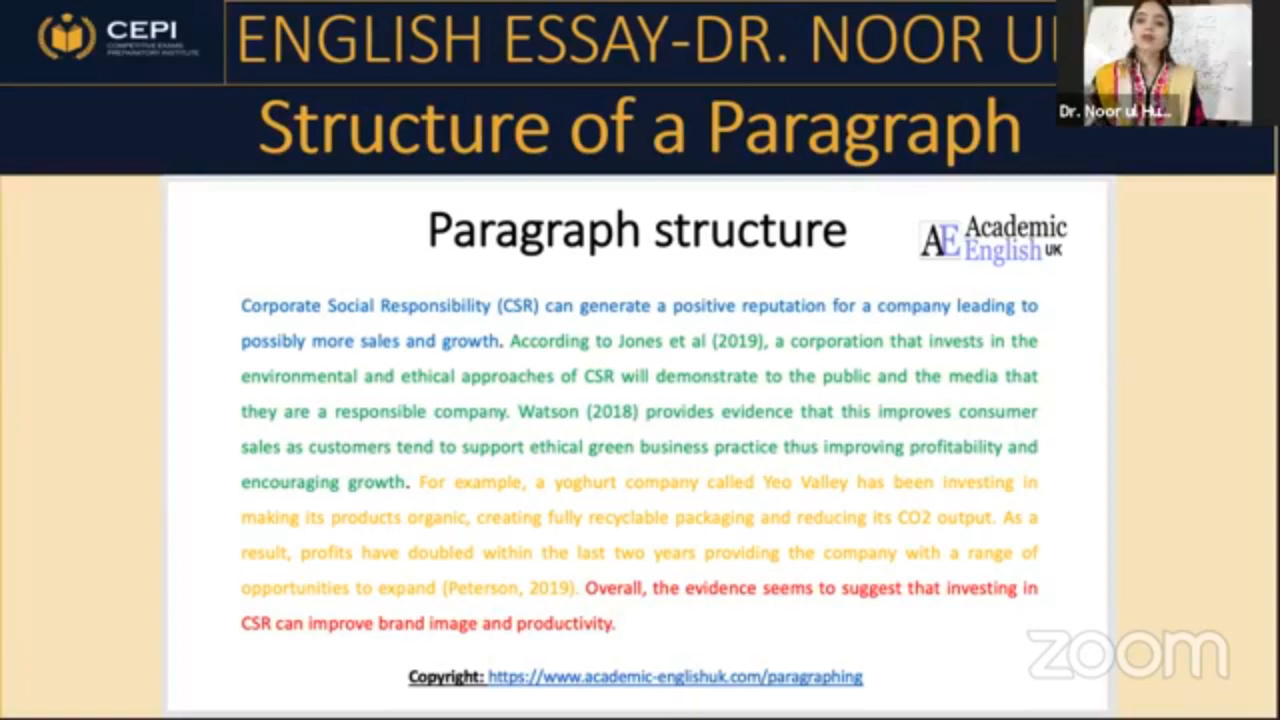 CEPI
COMPETITIVE EXAMS
PREPARATORY INSTITUTE
ENGLISH ESSAY-DR. NOOR UL
Dr. Noor ul Hu...
Structure of a Paragraph
Paragraph structure
AE Academic
English UK
Corporate Social Responsibility (CSR) can generate a positive reputation for a company leading to
possibly more sales and growth. According to Jones et al (2019), a corporation that invests in the
environmental and ethical approaches of CSR will demonstrate to the public and the media that
they are a responsible company. Watson (2018) provides evidence that this improves consumer
sales as customers tend to support ethical green business practice thus improving profitability and
encouraging growth. For example, a yoghurt company called Yeo Valley has been investing in
making its products organic, creating fully recyclable packaging and reducing its CO2 output. As a
result, profits have doubled within the last two years providing the company with a range of
opportunities to expand (Peterson, 2019). Overall, the evidence seems to suggest that investing in
CSR can improve brand image and productivity.
zoom
Copyright: https://www.academic-englishuk.com/paragraphing